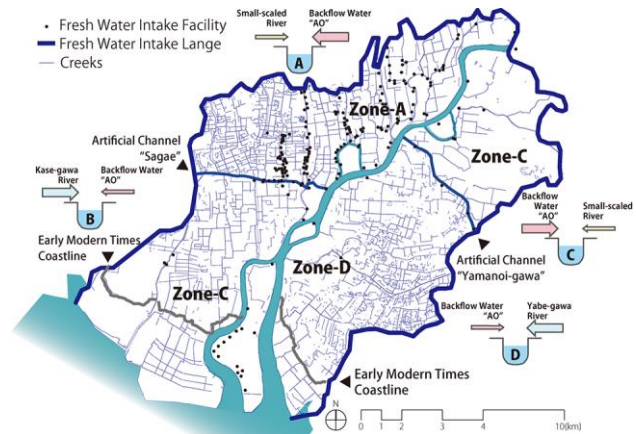 Fresh Water Intake Facility
Fresh Water Intake Lange
Creeks
Small-scaled
River
Backflow Water
"AO"
A
Zone-A
Artificial Channel
"Sagae"
Zone-C
Kase-gawa
River
Backflow Water
"AO"
B
Backflow
Water
"AO"
Small-scaled
River
C
Early Modern Times
Coastline
Artificial Channel
"Yamanoi-gawa"
Zone-D
Zone-C
Backflow Water
"AO"
Yabe-gawa
River
D
Early Modern Times
Coastline
N
0 1 2 3 4 10(km)